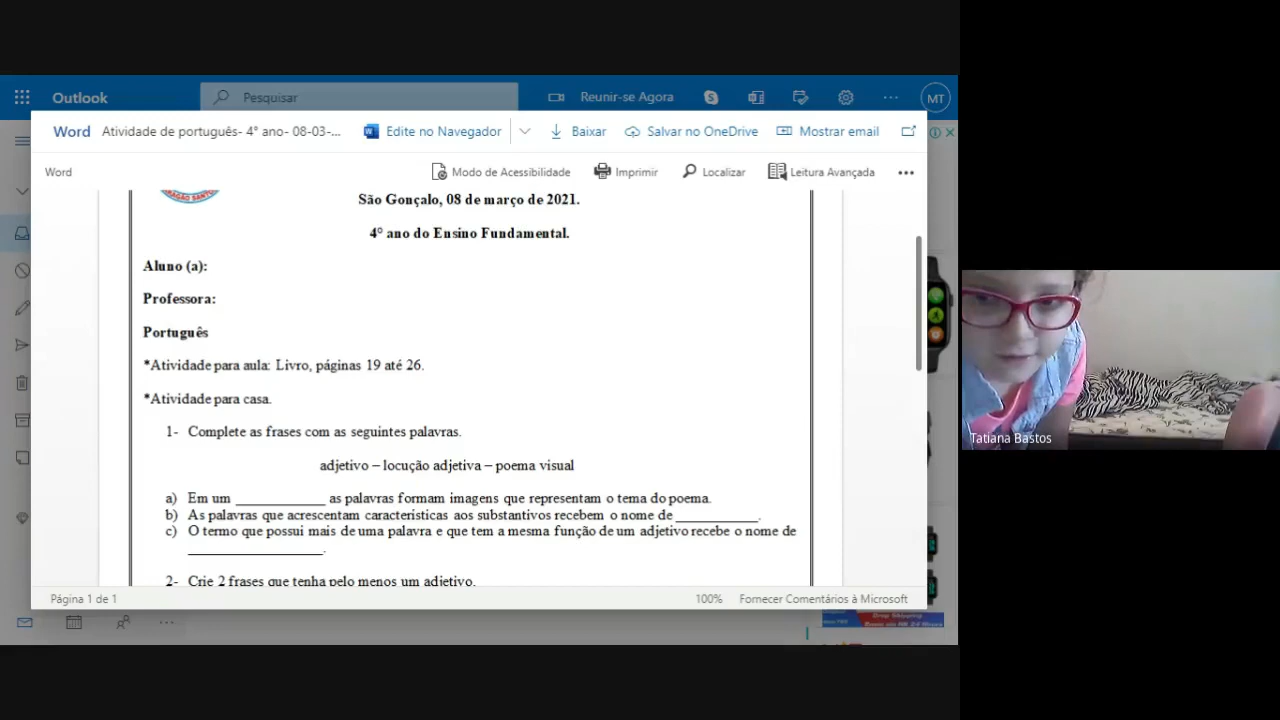 Outlook
Pesquisar
Reunir-se Agora
MT
Word
Atividade de português- 4° ano- 08-03-...
Edite no Navegador
Baixar
Salvar no OneDrive
Mostrar email
Word
Modo de Acessibilidade
Imprimir
Localizar
Leitura Avançada
São Gonçalo, 08 de março de 2021.
4° ano do Ensino Fundamental.
Aluno (a):
Professora:
Português
*Atividade para aula: Livro, páginas 19 até 26.
*Atividade para casa.
1- Complete as frases com as seguintes palavras.
adjetivo – locução adjetiva – poema visual
a) Em um ____________ as palavras formam imagens que representam o tema do poema.
b) As palavras que acrescentam características aos substantivos recebem o nome de ___________.
c) O termo que possui mais de uma palavra e que tem a mesma função de um adjetivo recebe o nome de
__________________.
2- Crie 2 frases que tenha pelo menos um adjetivo.
Página 1 de 1
100%
Fornecer Comentários à Microsoft
Tatiana Bastos